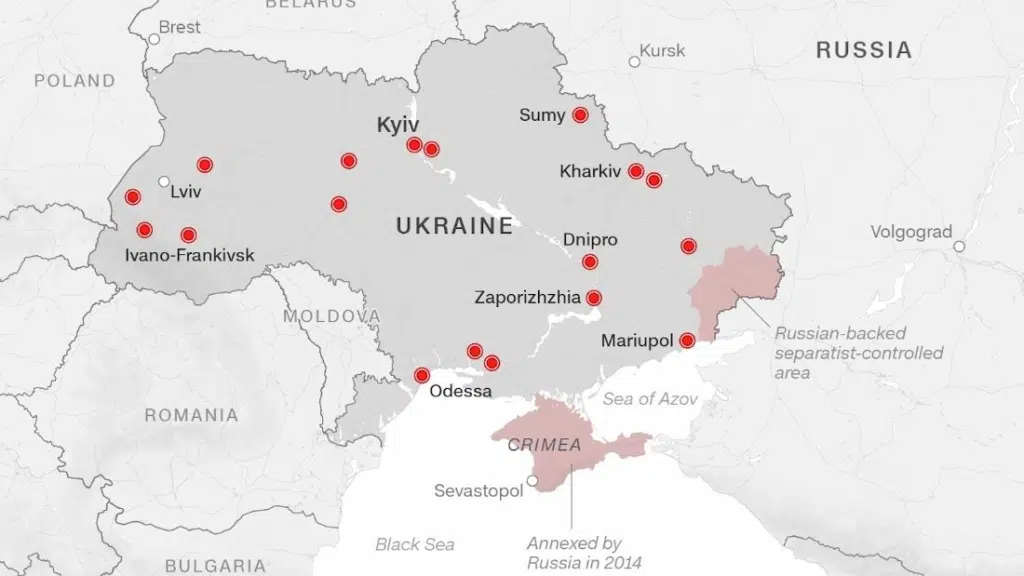 BELARUS
Brest
Kursk
RUSSIA
POLAND
Sumy
Kyiv
Kharkiv
Lviv
UKRAINE
Volgograd
Dnipro
Ivano-Frankivsk
Zaporizhzhia
MOLDOVA
Mariupol
Russian-backed
separatist-controlled
area
Odessa
Sea of Azov
ROMANIA
CRIMEA
Sevastopol
Black Sea
Annexed by
Russia in 2014
BULGARIA